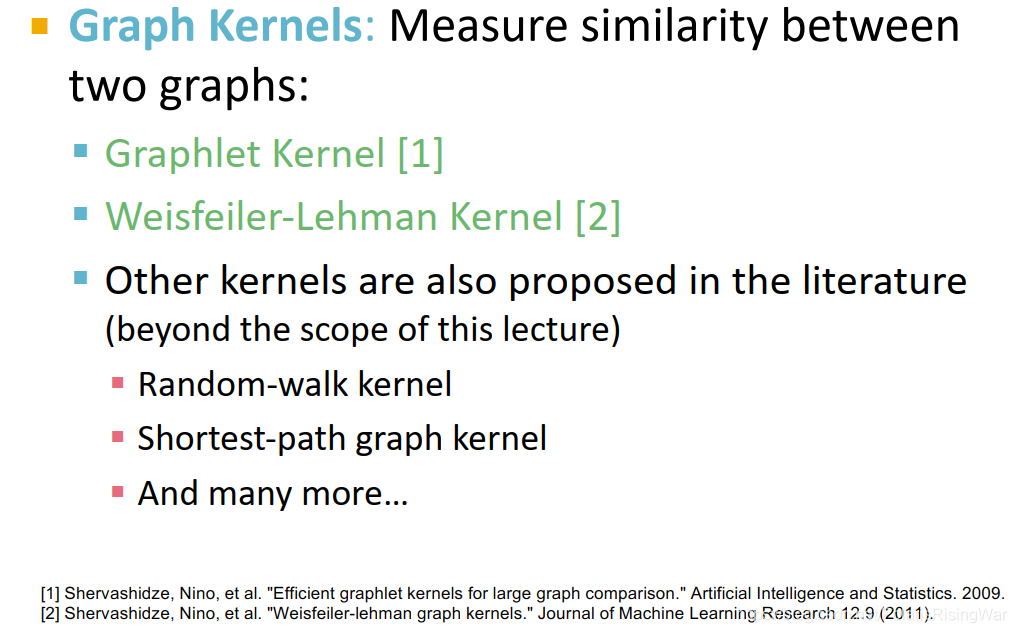 Graph Kernels: Measure similarity between
two graphs:
Graphlet Kernel [1]
Weisfeiler-Lehman Kernel [2]
Other kernels are also proposed in the literature
(beyond the scope of this lecture)
Random-walk kernel
Shortest-path graph kernel
And many more…
[1] Shervashidze, Nino, et al. "Efficient graphlet kernels for large graph comparison." Artificial Intelligence and Statistics. 2009.
[2] Shervashidze, Nino, et al. "Weisfeiler-lehman graph kernels." Journal of Machine Learning Research 12.9 (2011).